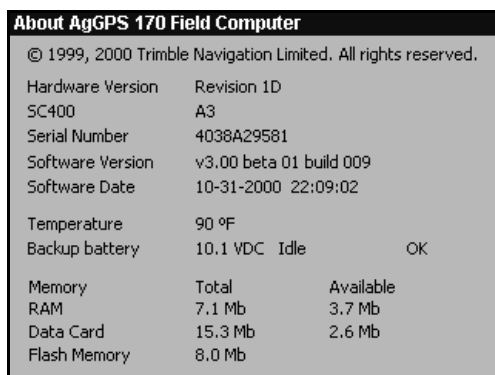 About AgGPS 170 Field Computer
© 1999, 2000 Trimble Navigation Limited. All rights reserved.
Hardware Version Revision 1D
SC400 A3
Serial Number 4038A29581
Software Version v3.00 beta 01 build 009
Software Date 10-31-2000 22:09:02
Temperature 90 ºF
Backup battery 10.1 VDC Idle OK
Memory Total Available
RAM 7.1 Mb 3.7 Mb
Data Card 15.3 Mb 2.6 Mb
Flash Memory 8.0 Mb